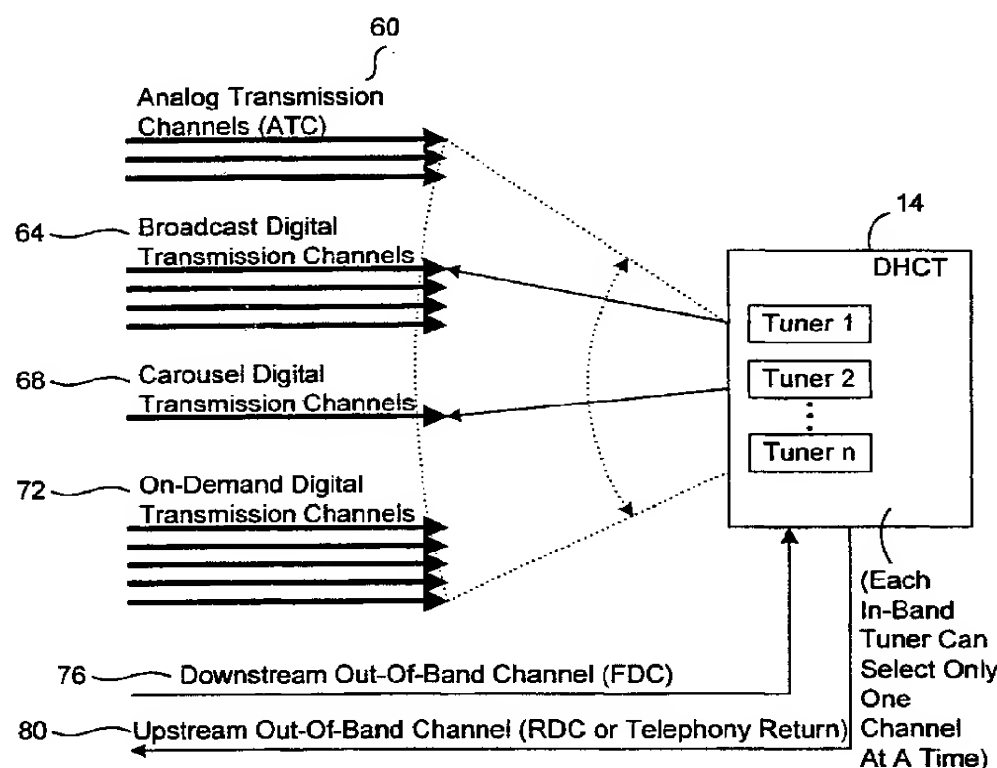 60
Analog Transmission
Channels (ATC)
14
64
Broadcast Digital
Transmission Channels
DHCT
Tuner 1
68
Carousel Digital
Transmission Channels
Tuner 2
Tuner n
72
On-Demand Digital
Transmission Channels
(Each
In-Band
Tuner Can
Select Only
One
Channel
At A Time)
76
Downstream Out-Of-Band Channel (FDC)
80
Upstream Out-Of-Band Channel (RDC or Telephony Return)